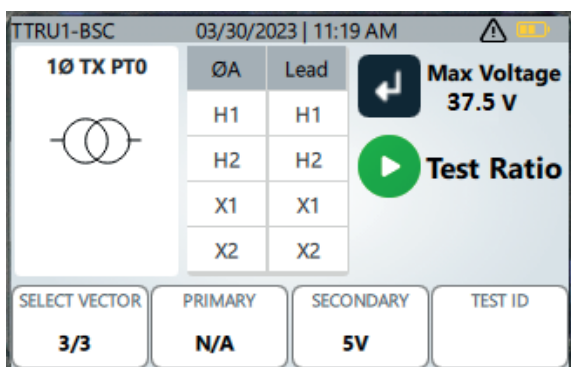 TTRU1-BSC 03/30/2023 | 11:19 AM
1Ø TX PT0
ØA Lead
H1 H1
H2 H2
X1 X1
X2 X2
Max Voltage
37.5 V
Test Ratio
SELECT VECTOR PRIMARY SECONDARY TEST ID
3/3 N/A 5V